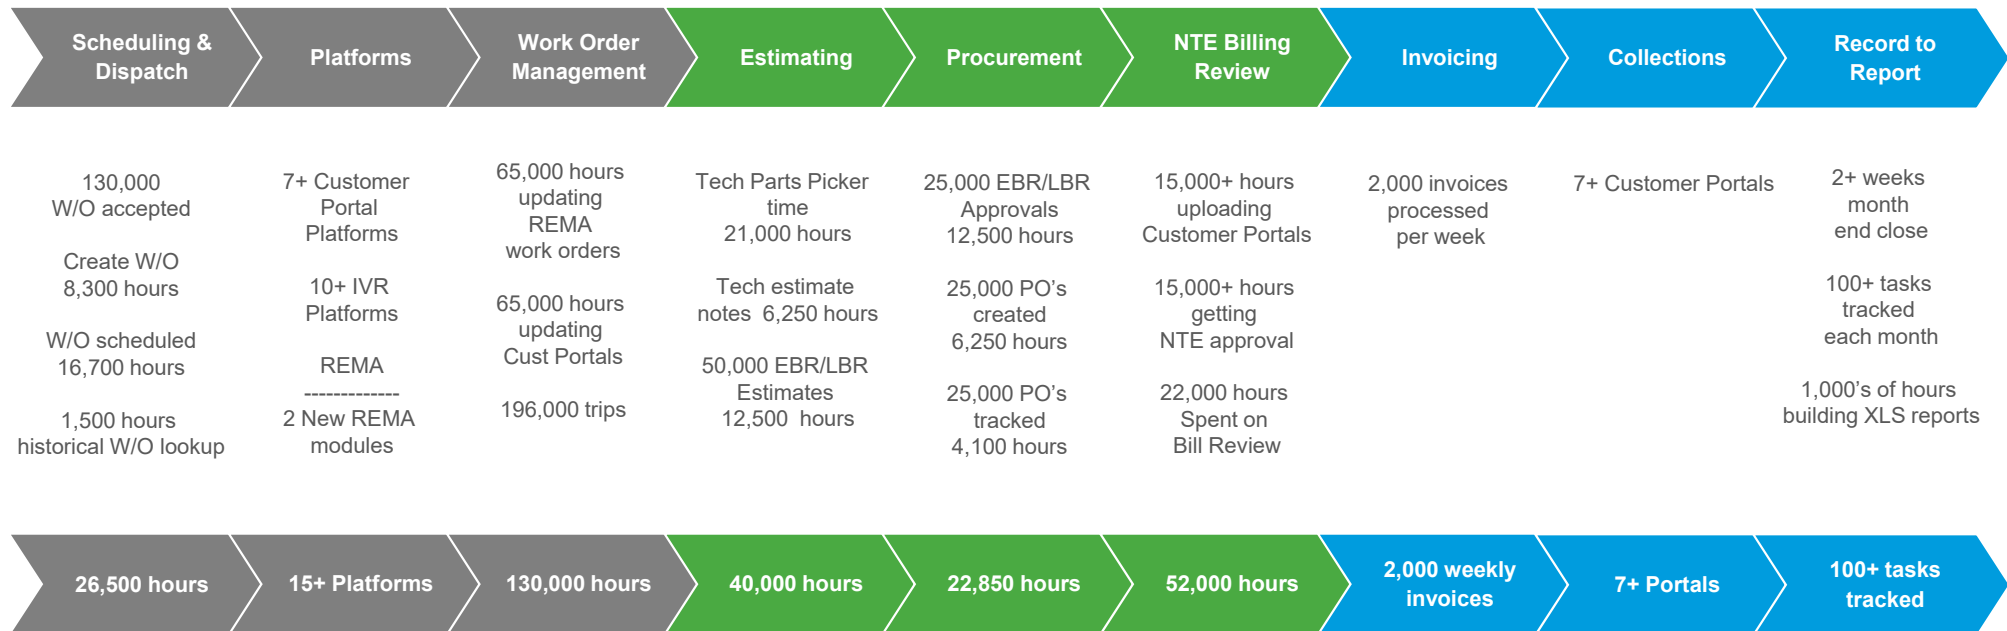 Scheduling &
Dispatch
Platforms
Work Order
Management
Estimating
Procurement
NTE Billing
Review
Invoicing
Collections
Record to
Report
130,000
W/O accepted
Create W/O
8,300 hours
W/O scheduled
16,700 hours
1,500 hours
historical W/O lookup
7+ Customer
Portal
Platforms
10+ IVR
Platforms
REMA
-------------
2 New REMA
modules
65,000 hours
updating
REMA
work orders
65,000 hours
updating
Cust Portals
196,000 trips
Tech Parts Picker
time
21,000 hours
Tech estimate
notes 6,250 hours
50,000 EBR/LBR
Estimates
12,500 hours
25,000 EBR/LBR
Approvals
12,500 hours
25,000 PO’s
created
6,250 hours
25,000 PO’s
tracked
4,100 hours
15,000+ hours
uploading
Customer Portals
15,000+ hours
getting
NTE approval
22,000 hours
Spent on
Bill Review
2,000 invoices
processed
per week
7+ Customer Portals
2+ weeks
month
end close
100+ tasks
tracked
each month
1,000’s of hours
building XLS reports
26,500 hours
15+ Platforms
130,000 hours
40,000 hours
22,850 hours
52,000 hours
2,000 weekly
invoices
7+ Portals
100+ tasks
tracked